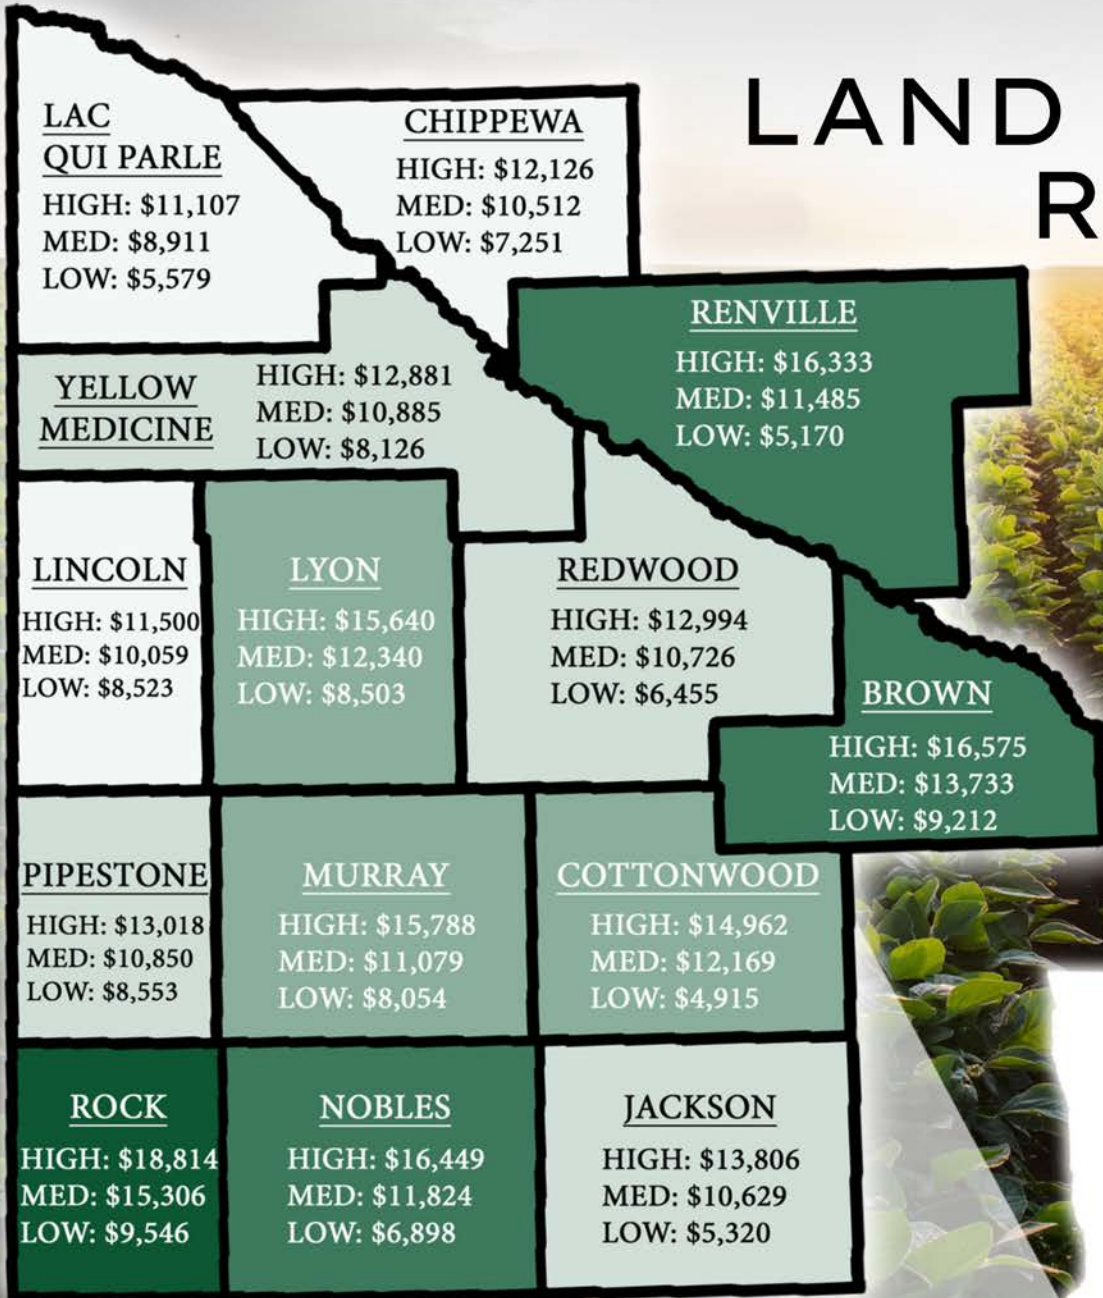 LAND
R
LAC
QUI PARLE
HIGH: $11,107
MED: $8,911
LOW: $5,579
CHIPPEWA
HIGH: $12,126
MED: $10,512
LOW: $7,251
RENVILLE
HIGH: $16,333
MED: $11,485
LOW: $5,170
YELLOW
MEDICINE
HIGH: $12,881
MED: $10,885
LOW: $8,126
LINCOLN
HIGH: $11,500
MED: $10,059
LOW: $8,523
LYON
HIGH: $15,640
MED: $12,340
LOW: $8,503
REDWOOD
HIGH: $12,994
MED: $10,726
LOW: $6,455
BROWN
HIGH: $16,575
MED: $13,733
LOW: $9,212
PIPESTONE
HIGH: $13,018
MED: $10,850
LOW: $8,553
MURRAY
HIGH: $15,788
MED: $11,079
LOW: $8,054
COTTONWOOD
HIGH: $14,962
MED: $12,169
LOW: $4,915
ROCK
HIGH: $18,814
MED: $15,306
LOW: $9,546
NOBLES
HIGH: $16,449
MED: $11,824
LOW: $6,898
JACKSON
HIGH: $13,806
MED: $10,629
LOW: $5,320